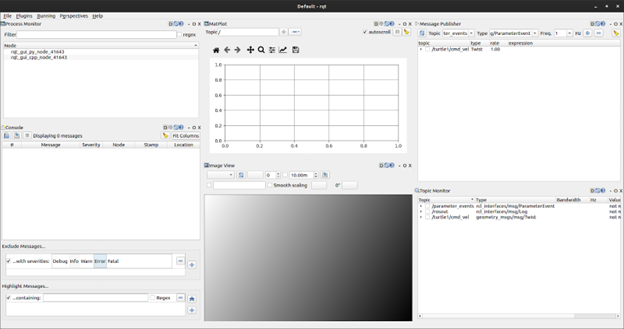 Default - rqt
File Plugins Running Perspectives Help
Process Monitor
Filter
regex
Node
rqt_gui_py_node_41643
rqt_gui_cpp_node_41643
Console
Displaying 0 messages
Fit Columns
# Message Severity Node Stamp Location
Exclude Messages...
...with severities: Debug Info Warn Error Fatal
Highlight Messages...
...containing:
Regex
MatPlot
Topic /
autoscroll
1.0
0.8
0.6
0.4
0.2
0.0
0.0 0.2 0.4 0.6 0.8 1.0
Image View
0
10.00m
Smooth scaling
0°
Message Publisher
Topic ter_events Type g/ParameterEvent Freq. 1 Hz
topic type rate expression
/turtle1/cmd_vel Twist 1.00
Topic Monitor
Topic Type Bandwidth Hz Value
/parameter_events rcl_interfaces/msg/ParameterEvent not m
/rosout rcl_interfaces/msg/Log not m
/turtle1/cmd_vel geometry_msgs/msg/Twist not m